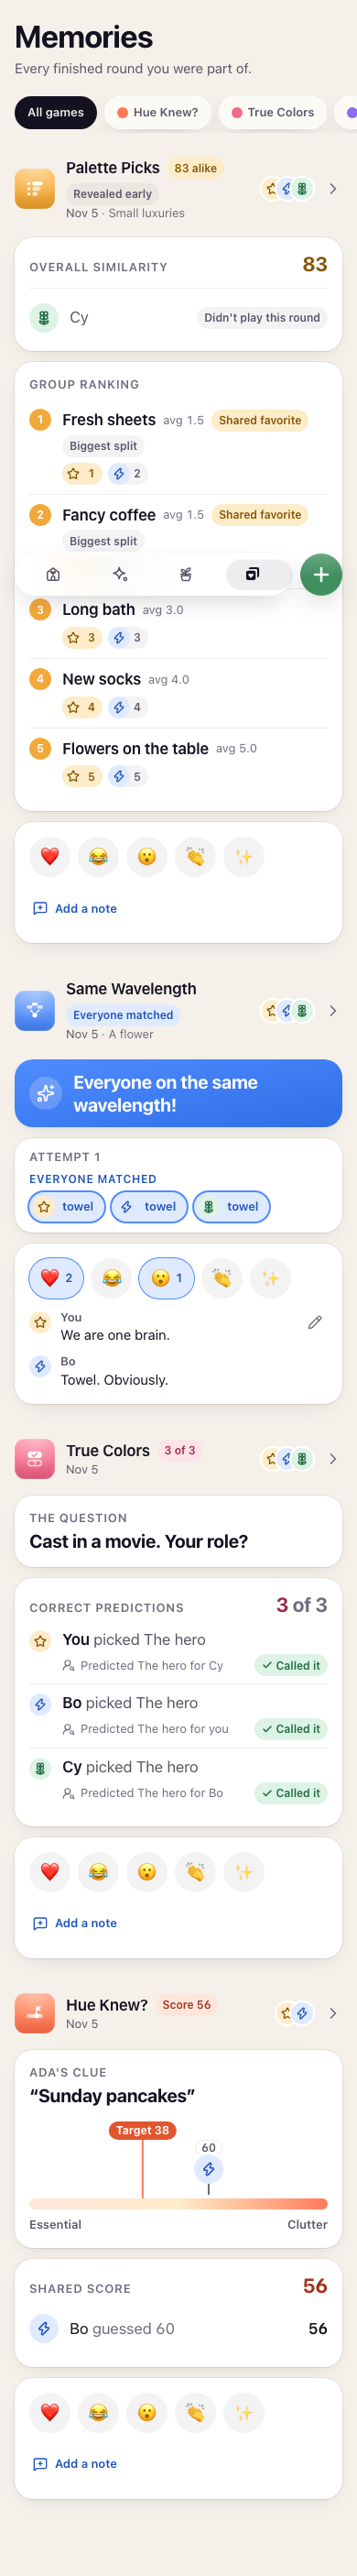 Memories
Every finished round you were part of.
All games
Hue Knew?
True Colors
Palette Picks 83 alike
Revealed early
Nov 5 · Small luxuries
OVERALL SIMILARITY 83
Cy Didn't play this round
GROUP RANKING
1 Fresh sheets avg 1.5 Shared favorite
Biggest split
1 2
2 Fancy coffee avg 1.5 Shared favorite
Biggest split
3 Long bath avg 3.0
3 3
4 New socks avg 4.0
4 4
5 Flowers on the table avg 5.0
5 5
Add a note
Same Wavelength
Everyone matched
Nov 5 · A flower
Everyone on the same
wavelength!
ATTEMPT 1
EVERYONE MATCHED
towel towel towel
2 1
You
We are one brain.
Bo
Towel. Obviously.
True Colors 3 of 3
Nov 5
THE QUESTION
Cast in a movie. Your role?
CORRECT PREDICTIONS 3 of 3
You picked The hero
Predicted The hero for Cy Called it
Bo picked The hero
Predicted The hero for you Called it
Cy picked The hero
Predicted The hero for Bo Called it
Add a note
Hue Knew? Score 56
Nov 5
ADA'S CLUE
“Sunday pancakes”
Target 38
60
Essential Clutter
SHARED SCORE 56
Bo guessed 60 56
Add a note